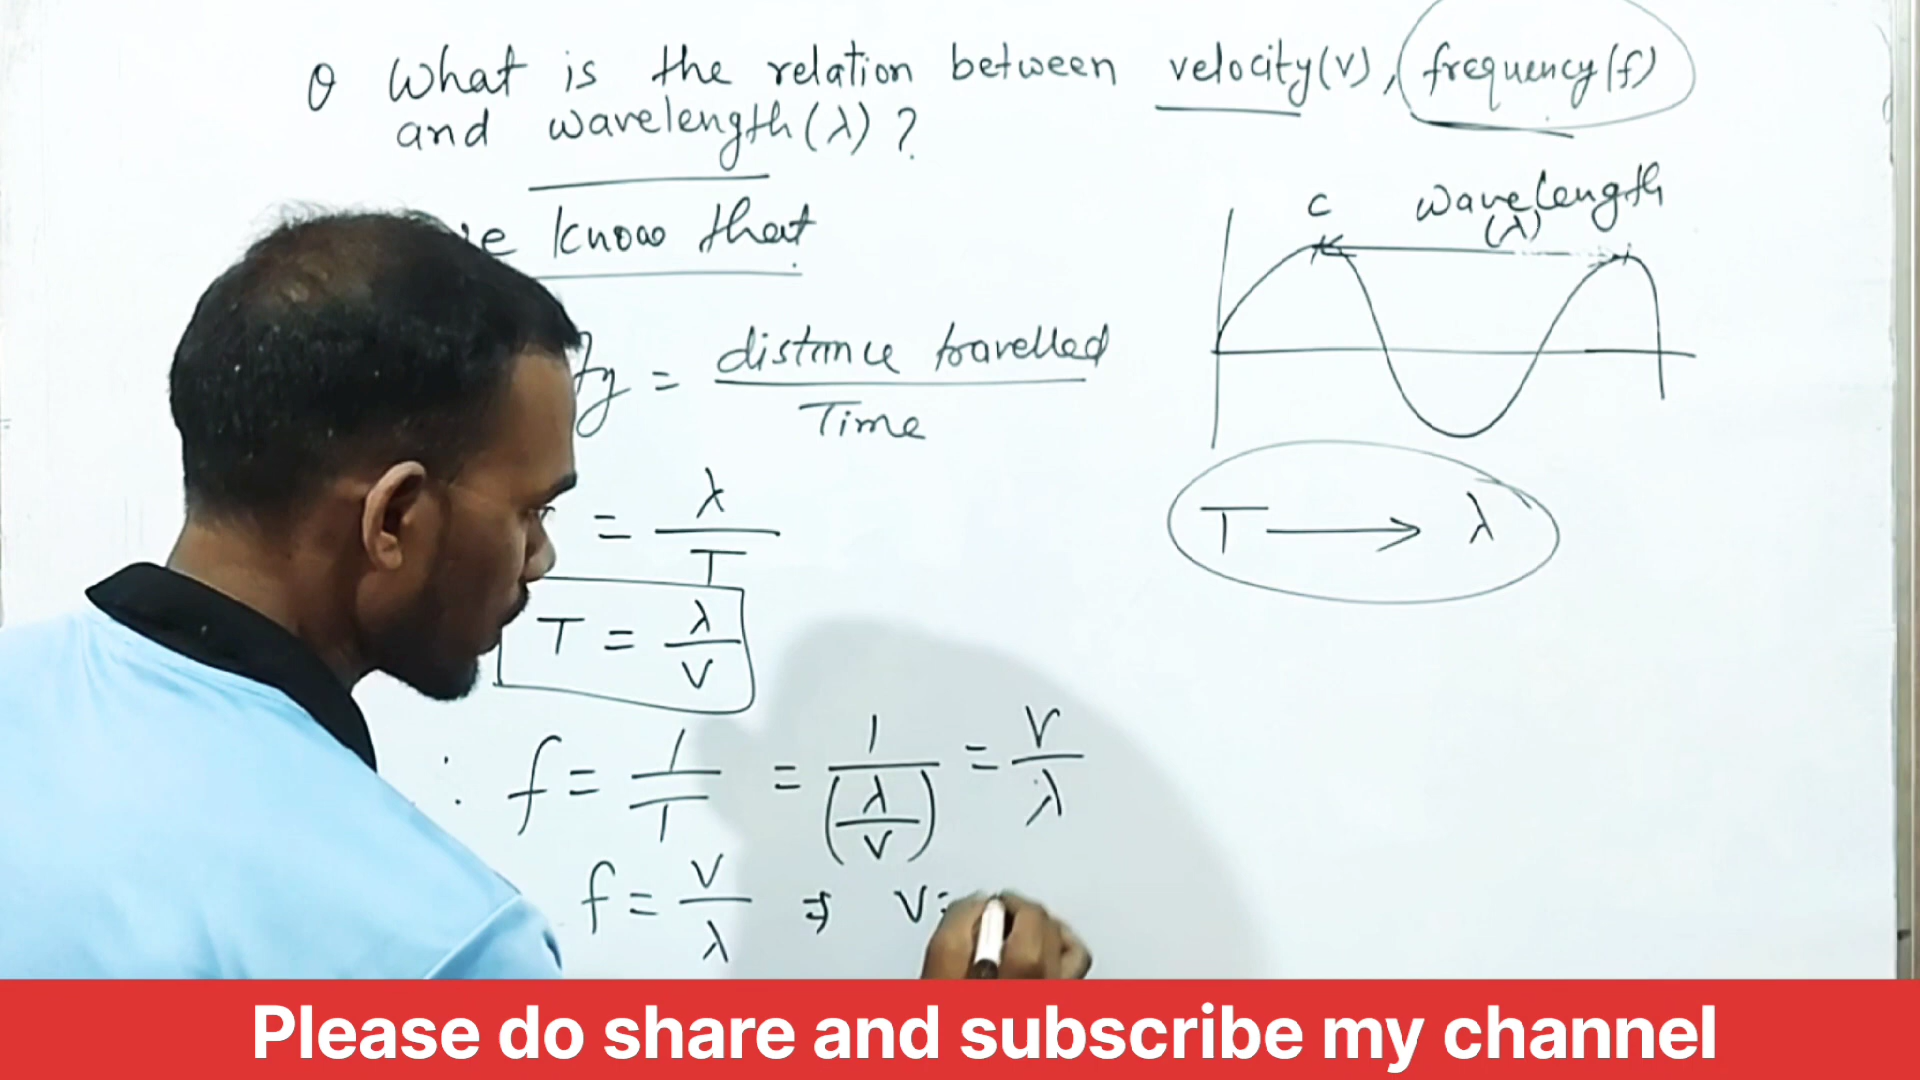 Q What is the relation between velocity(v), frequency(f)
and wavelength(λ)?
we know that
= distance travelled / Time
= λ / T
T = λ / v
∴ f = 1 / T = 1 / (λ / v) = v / λ
f = v / λ ⇒ v =
C wavelength
(λ)
T → λ
Please do share and subscribe my channel